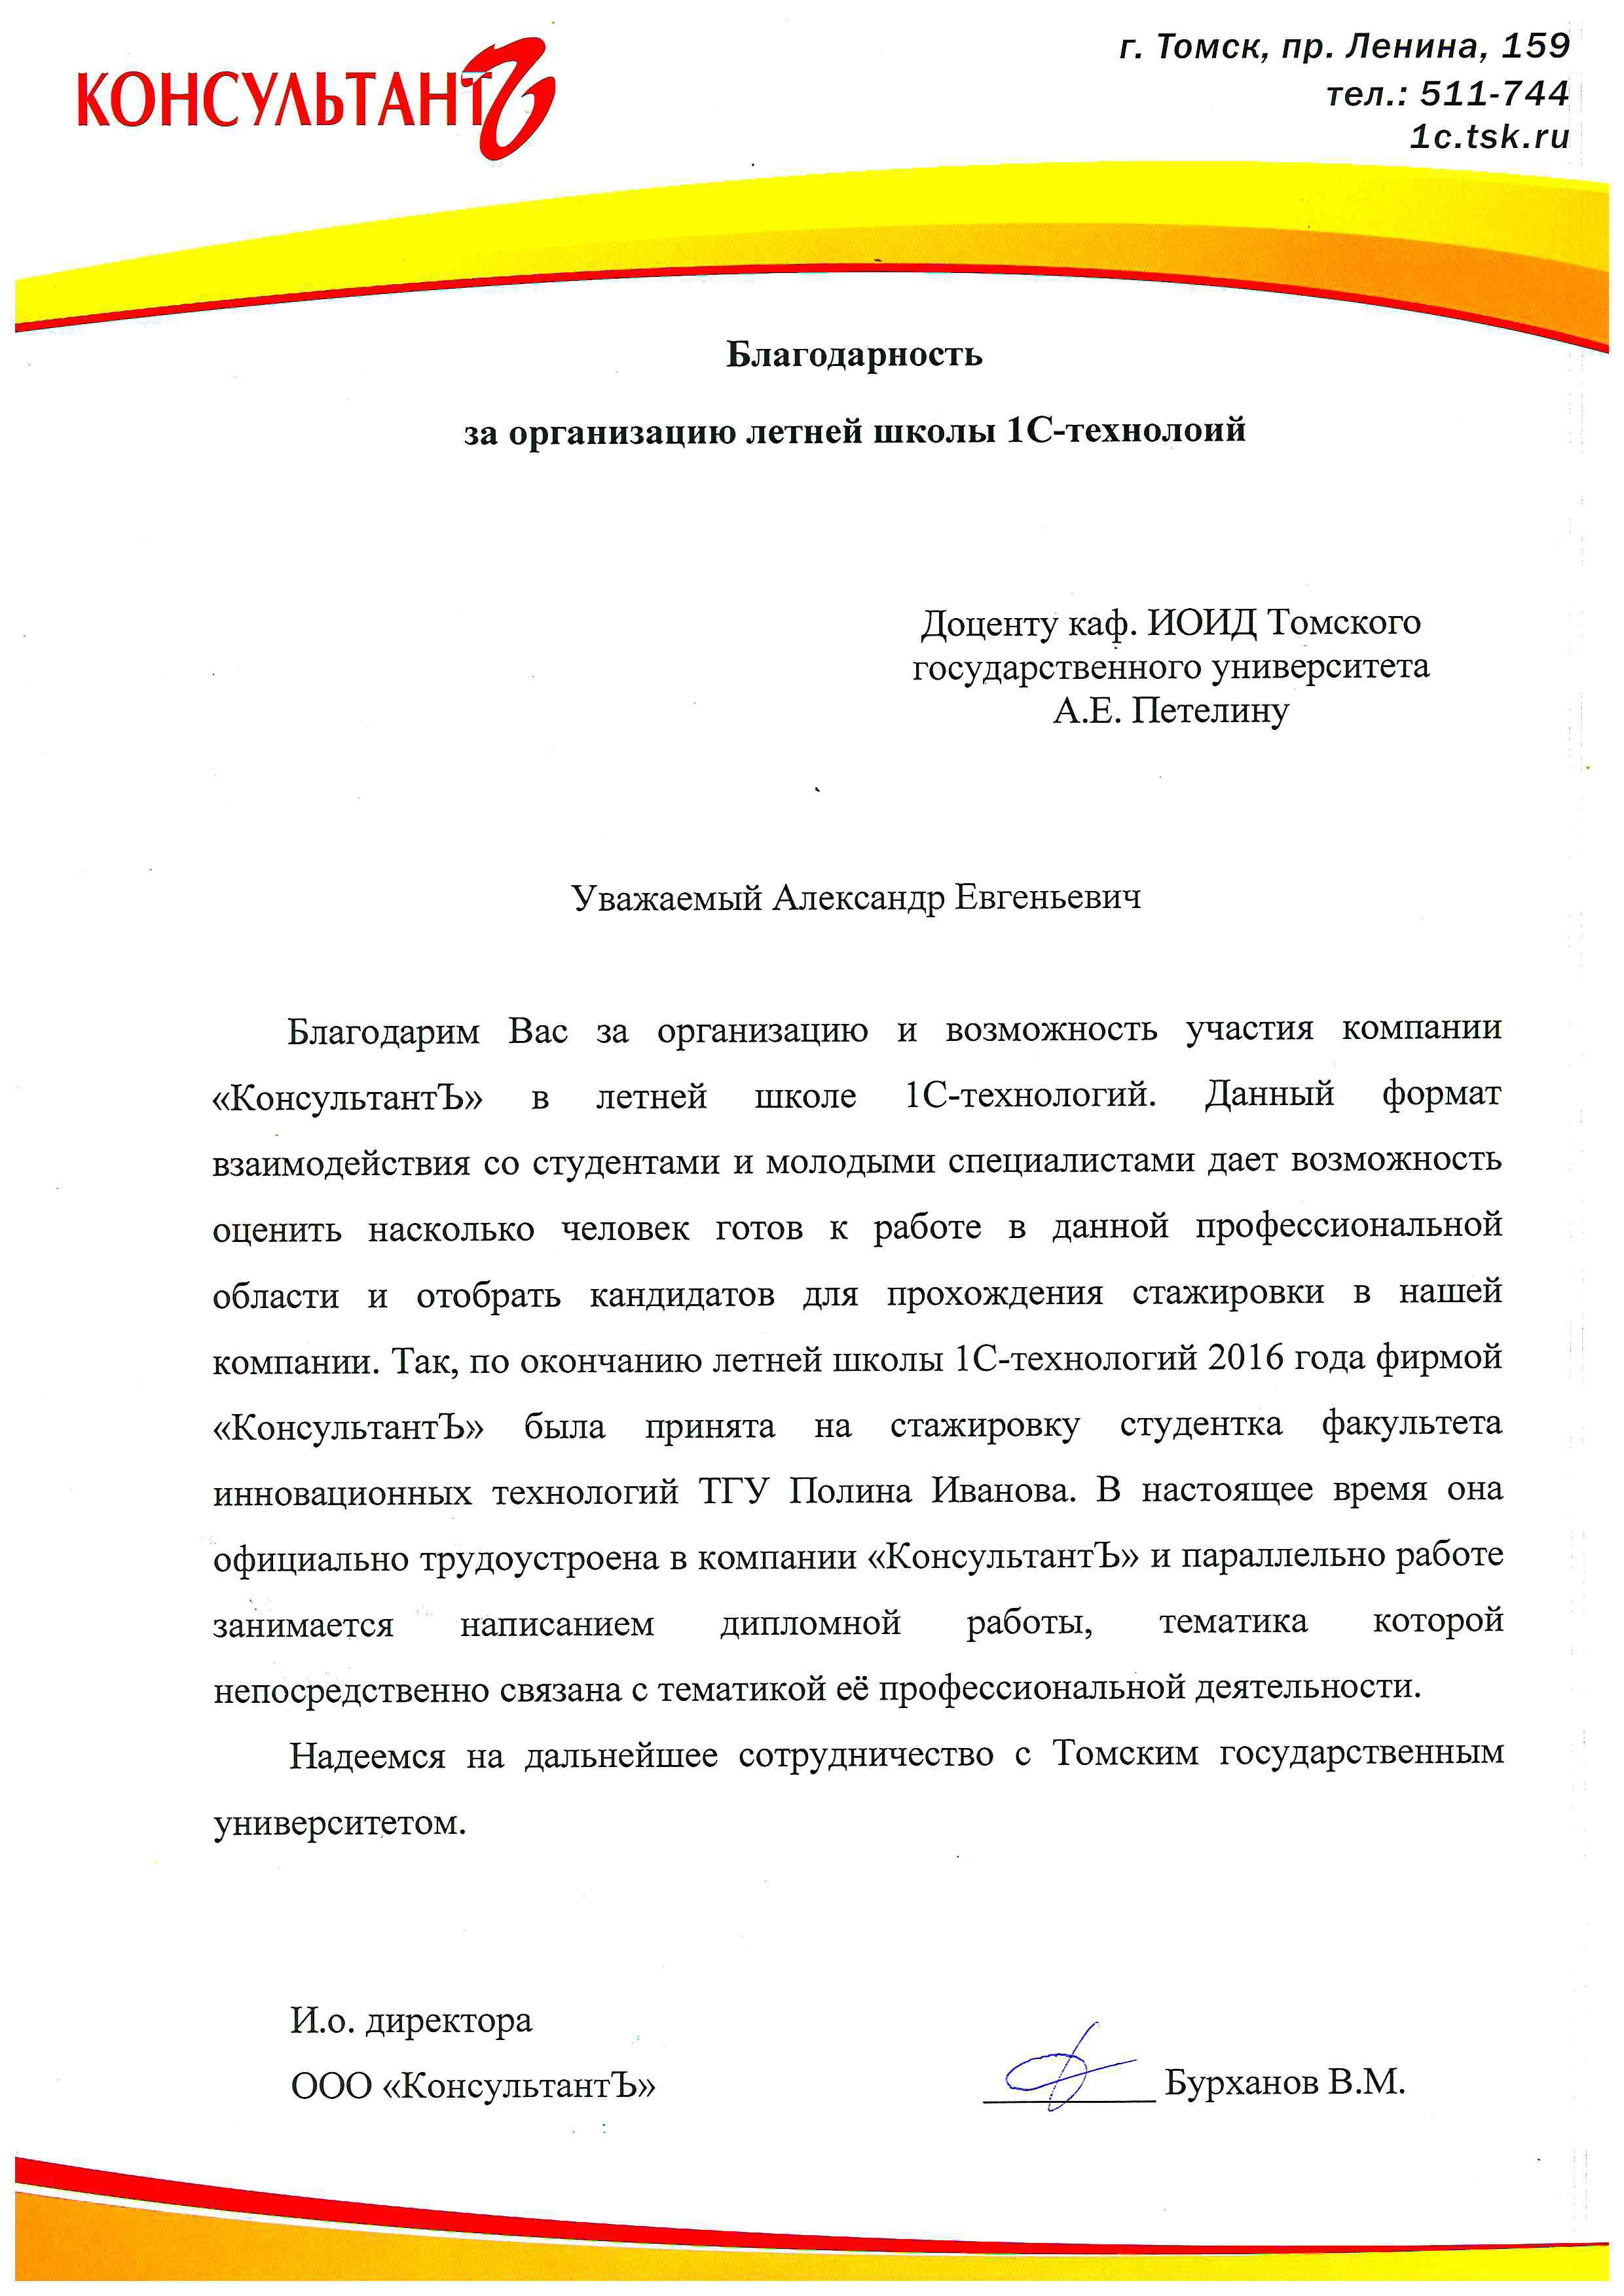 КОНСУЛЬТАНТЪ
г. Томск, пр. Ленина, 159
тел.: 511-744
1c.tsk.ru
Благодарность
за организацию летней школы 1С-технолоий
Доценту каф. ИОИД Томского
государственного университета
А.Е. Петелину
Уважаемый Александр Евгеньевич
Благодарим Вас за организацию и возможность участия компании
«КонсультантЪ» в летней школе 1С-технологий. Данный формат
взаимодействия со студентами и молодыми специалистами дает возможность
оценить насколько человек готов к работе в данной профессиональной
области и отобрать кандидатов для прохождения стажировки в нашей
компании. Так, по окончанию летней школы 1С-технологий 2016 года фирмой
«КонсультантЪ» была принята на стажировку студентка факультета
инновационных технологий ТГУ Полина Иванова. В настоящее время она
официально трудоустроена в компании «КонсультантЪ» и параллельно работе
занимается написанием дипломной работы, тематика которой
непосредственно связана с тематикой её профессиональной деятельности.
Надеемся на дальнейшее сотрудничество с Томским государственным
университетом.
И.о. директора
ООО «КонсультантЪ»
Бурханов В.М.